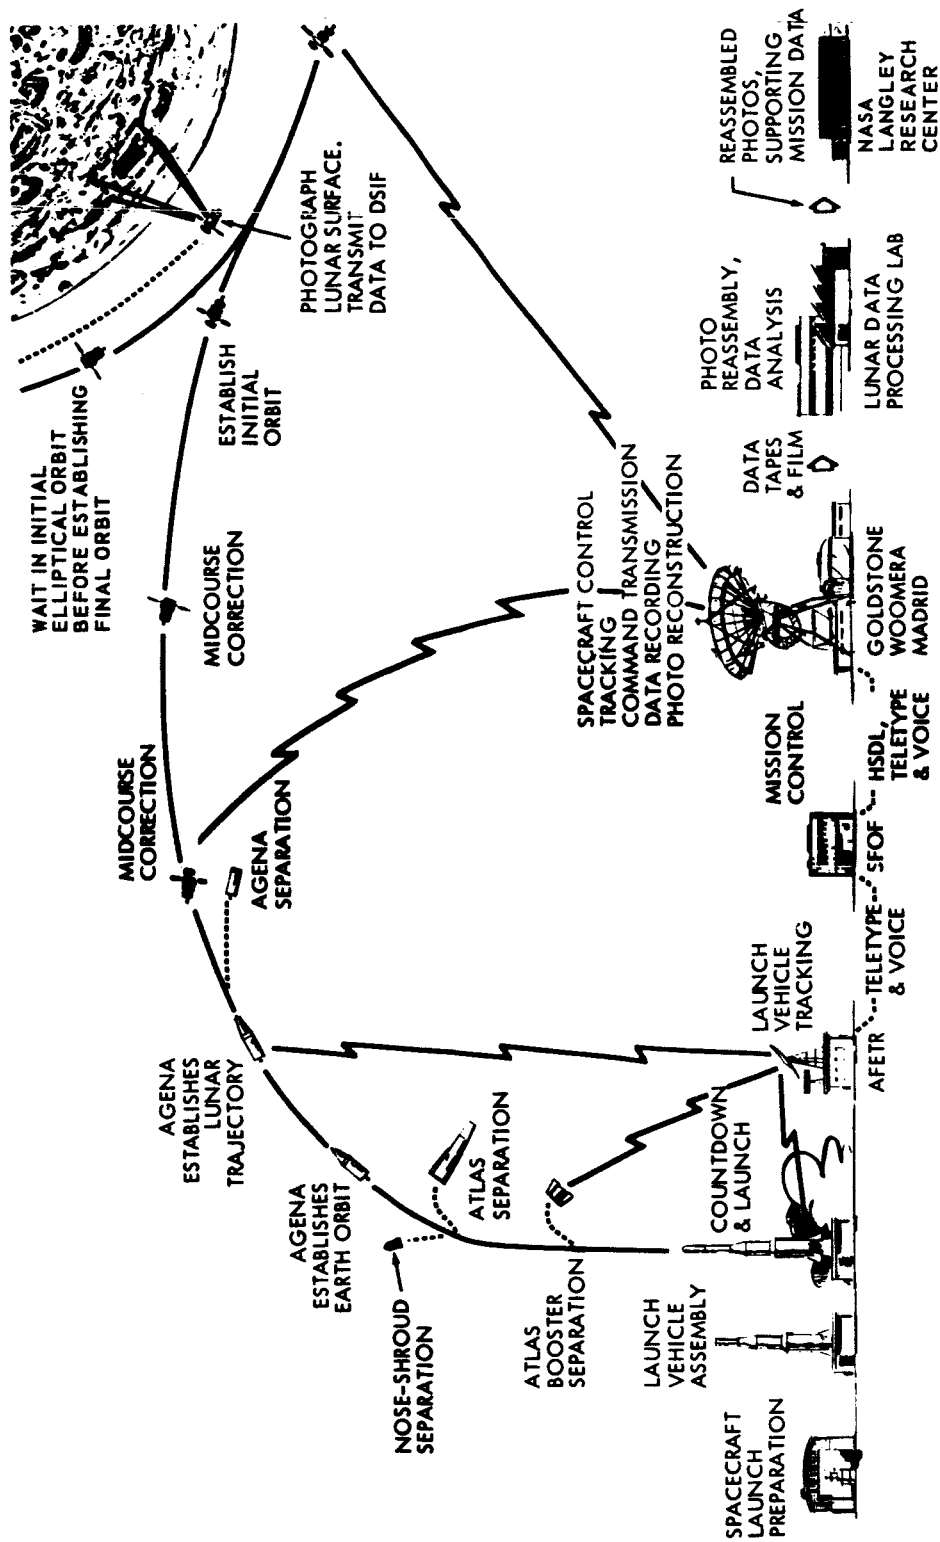 WAIT IN INITIAL
ELLIPTICAL ORBIT
BEFORE ESTABLISHING
FINAL ORBIT
MIDCOURSE
CORRECTION
MIDCOURSE
CORRECTION
ESTABLISH
INITIAL
ORBIT
PHOTOGRAPH
LUNAR SURFACE.
TRANSMIT
DATA TO DSIF
AGENA
SEPARATION
AGENA
ESTABLISHES
LUNAR
TRAJECTORY
AGENA
ESTABLISHES
EARTH ORBIT
NOSE-SHROUD
SEPARATION
ATLAS
SEPARATION
ATLAS
BOOSTER
SEPARATION
SPACECRAFT CONTROL
TRACKING
COMMAND TRANSMISSION
DATA RECORDING
PHOTO RECONSTRUCTION
SPACECRAFT
LAUNCH
PREPARATION
LAUNCH
VEHICLE
ASSEMBLY
COUNTDOWN
& LAUNCH
LAUNCH
VEHICLE
TRACKING
AFETR
TELETYPE
& VOICE
MISSION
CONTROL
SFOF
HSDL,
TELETYPE
& VOICE
GOLDSTONE
WOOMERA
MADRID
DATA
TAPES
& FILM
PHOTO
REASSEMBLY,
DATA
ANALYSIS
LUNAR DATA
PROCESSING LAB
REASSEMBLED
PHOTOS,
SUPPORTING
MISSION DATA
NASA
LANGLEY
RESEARCH
CENTER